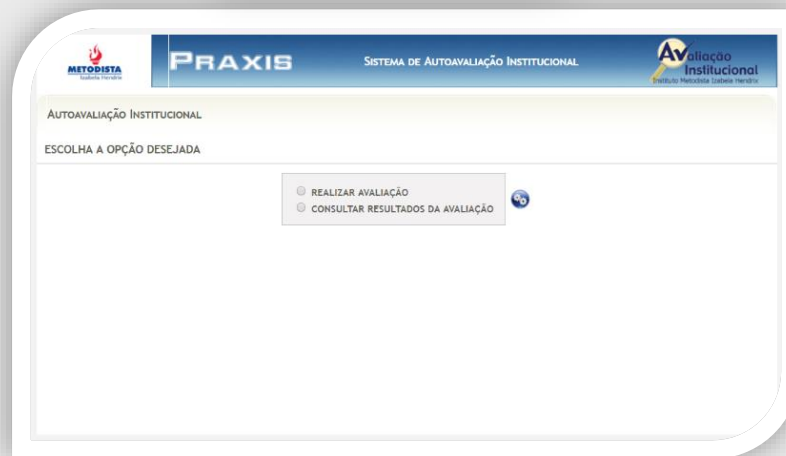 METODISTA
Izabela Hendrix
PRAXIS
SISTEMA DE AUTOAVALIAÇÃO INSTITUCIONAL
Avaliação
Institucional
Instituto Metodista Izabela Hendrix
AUTOAVALIAÇÃO INSTITUCIONAL
ESCOLHA A OPÇÃO DESEJADA
REALIZAR AVALIAÇÃO
CONSULTAR RESULTADOS DA AVALIAÇÃO